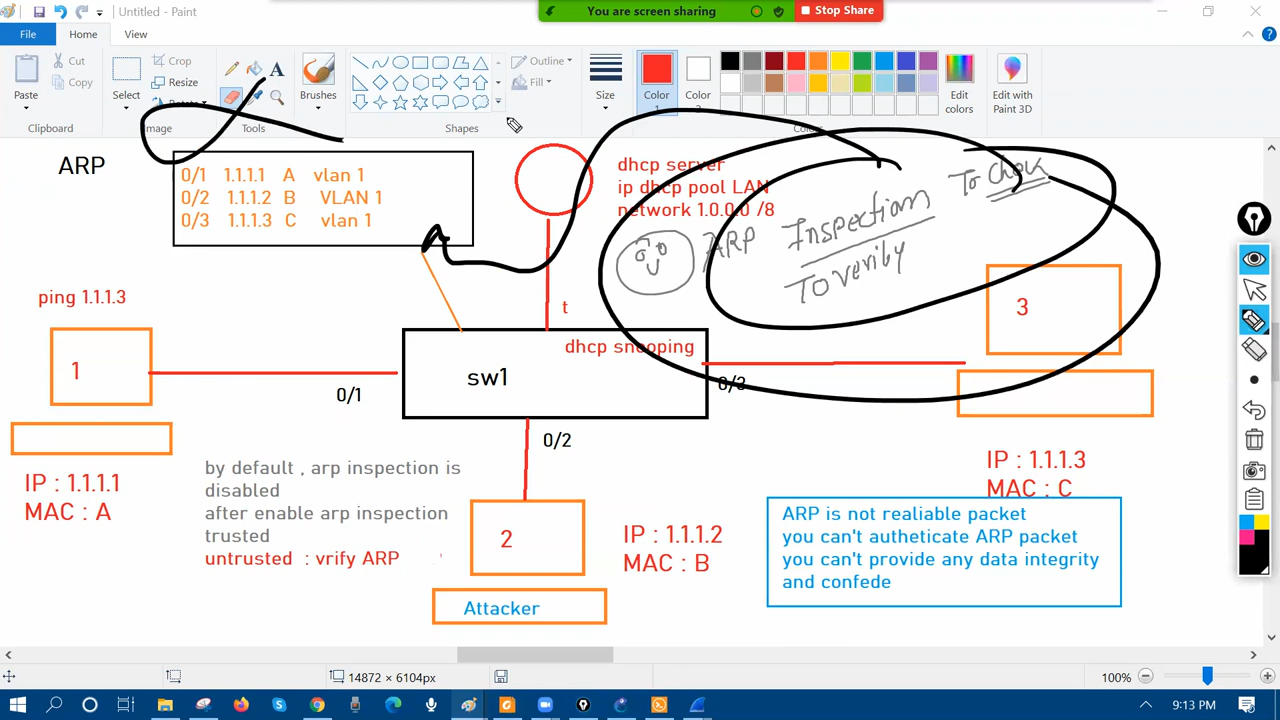 Untitled - Paint
You are screen sharing
Stop Share
File
Home
View
Paste
Cut
Copy
Clipboard
Select
Crop
Resize
Rotate
Image
Tools
Brushes
Shapes
Outline
Fill
Size
Color
1
Color
2
Edit
colors
Edit with
Paint 3D
ARP
0/1 1.1.1.1 A vlan 1
0/2 1.1.1.2 B VLAN 1
0/3 1.1.1.3 C vlan 1
dhcp server
ip dhcp pool LAN
network 1.0.0.0 /8
ARP Inspection To check
To verify
ping 1.1.1.3
t
1
dhcp snooping
sw1
3
0/1
0/3
0/2
IP : 1.1.1.1
MAC : A
by default , arp inspection is
disabled
after enable arp inspection
trusted
untrusted : vrify ARP
2
Attacker
IP : 1.1.1.2
MAC : B
IP : 1.1.1.3
MAC : C
ARP is not realiable packet
you can't autheticate ARP packet
you can't provide any data integrity
and confede
14872 × 6104px
100%
9:13 PM